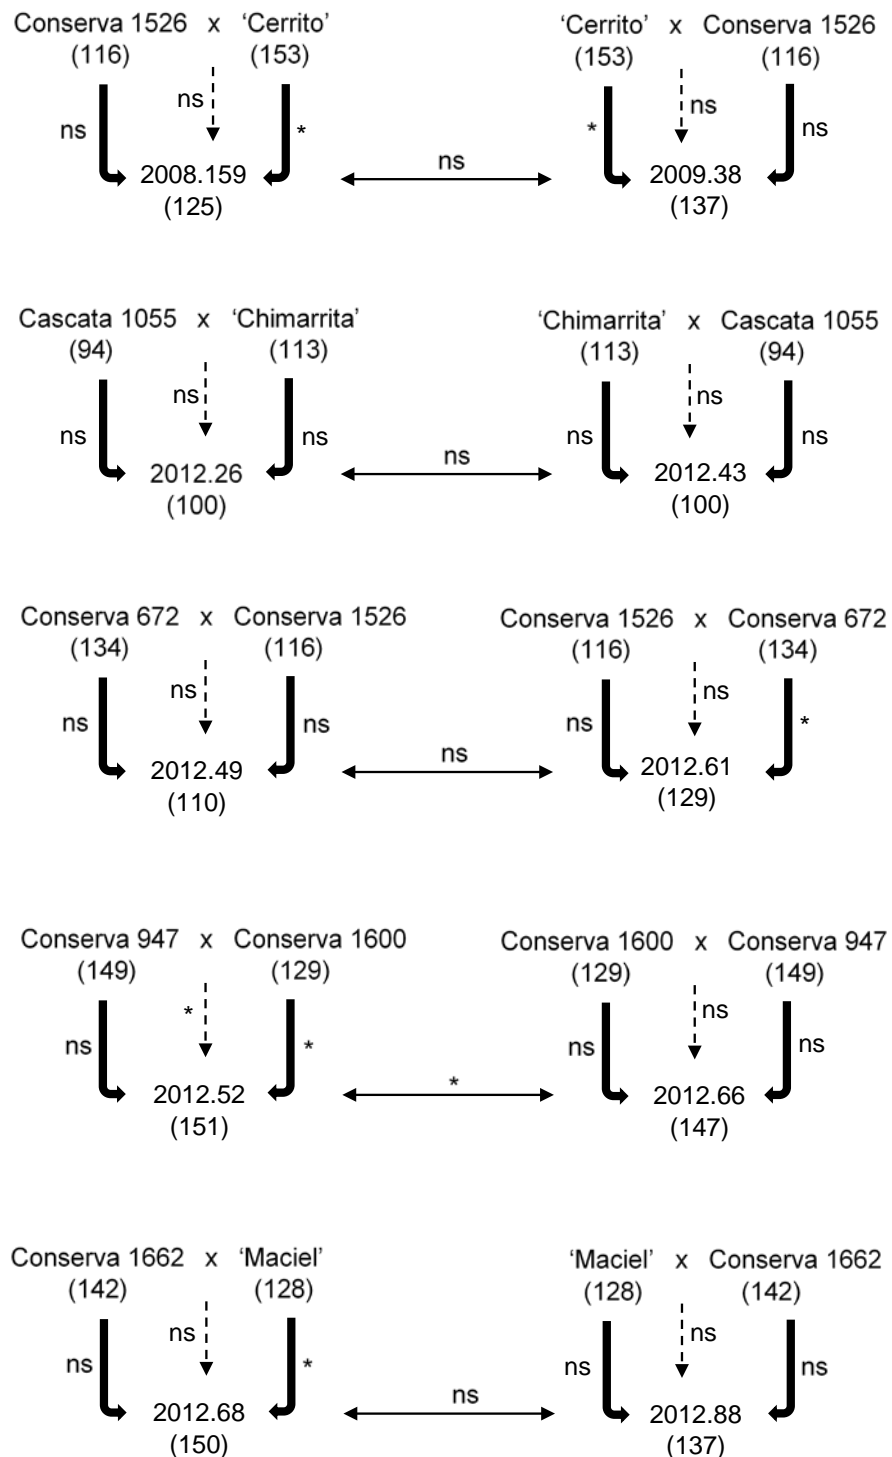 Conserva 1526 x 'Cerrito' 'Cerrito' x Conserva 1526
(116) (153) (153) (116)
ns ns * * ns ns
ns
2008.159 2009.38
(125) (137)
Cascata 1055 x 'Chimarrita' 'Chimarrita' x Cascata 1055
(94) (113) (113) (94)
ns ns
ns ns ns ns
ns
2012.26 2012.43
(100) (100)
Conserva 672 x Conserva 1526 Conserva 1526 x Conserva 672
(134) (116) (116) (134)
ns ns
ns ns ns *
ns
2012.49 2012.61
(110) (129)
Conserva 947 x Conserva 1600 Conserva 1600 x Conserva 947
(149) (129) (129) (149)
* ns
ns * ns ns
*
2012.52 2012.66
(151) (147)
Conserva 1662 x 'Maciel' 'Maciel' x Conserva 1662
(142) (128) (128) (142)
ns ns
ns * ns ns
ns
2012.68 2012.88
(150) (137)